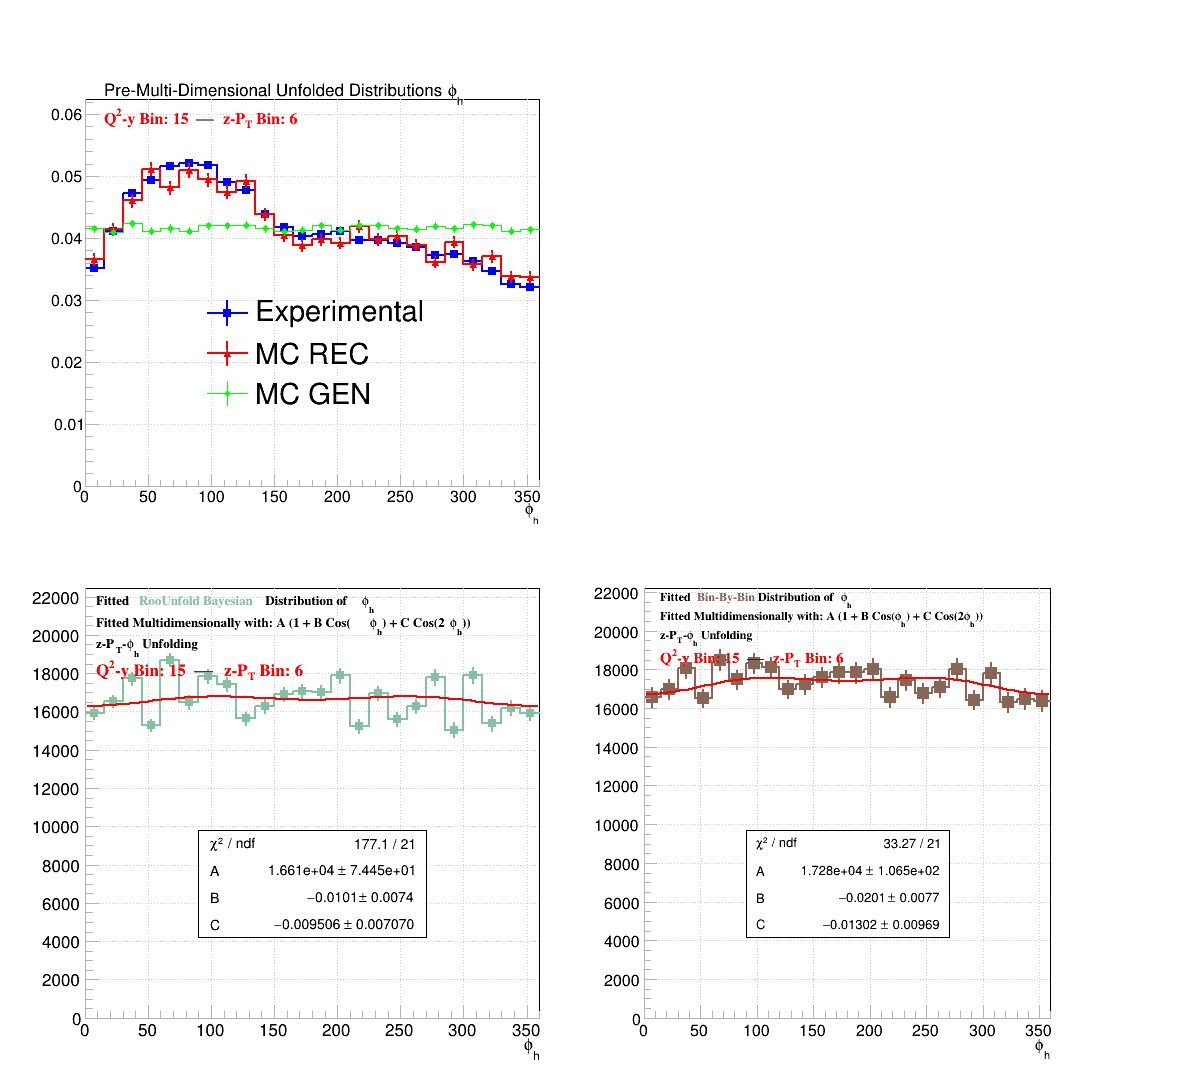 Pre-Multi-Dimensional Unfolded Distributions ϕh
Q²-y Bin: 15 — z-PT Bin: 6
0.06
0.05
0.04
0.03
0.02
0.01
0
Experimental
MC REC
MC GEN
0 50 100 150 200 250 300 350
ϕh
Fitted RooUnfold Bayesian Distribution of ϕh
Fitted Multidimensionally with: A (1 + B Cos( ϕh) + C Cos(2 ϕh))
z-PT-ϕh Unfolding
Q²-y Bin: 15 — z-PT Bin: 6
22000
20000
18000
16000
14000
12000
10000
8000
6000
4000
2000
0
χ² / ndf 177.1 / 21
A 1.661e+04 ± 7.445e+01
B −0.0101 ± 0.0074
C −0.009506 ± 0.007070
0 50 100 150 200 250 300 350
ϕh
Fitted Bin-By-Bin Distribution of ϕh
Fitted Multidimensionally with: A (1 + B Cos(ϕh) + C Cos(2ϕh))
z-PT-ϕh Unfolding
Q²-y Bin: 15 — z-PT Bin: 6
22000
20000
18000
16000
14000
12000
10000
8000
6000
4000
2000
0
χ² / ndf 33.27 / 21
A 1.728e+04 ± 1.065e+02
B −0.0201 ± 0.0077
C −0.01302 ± 0.00969
0 50 100 150 200 250 300 350
ϕh